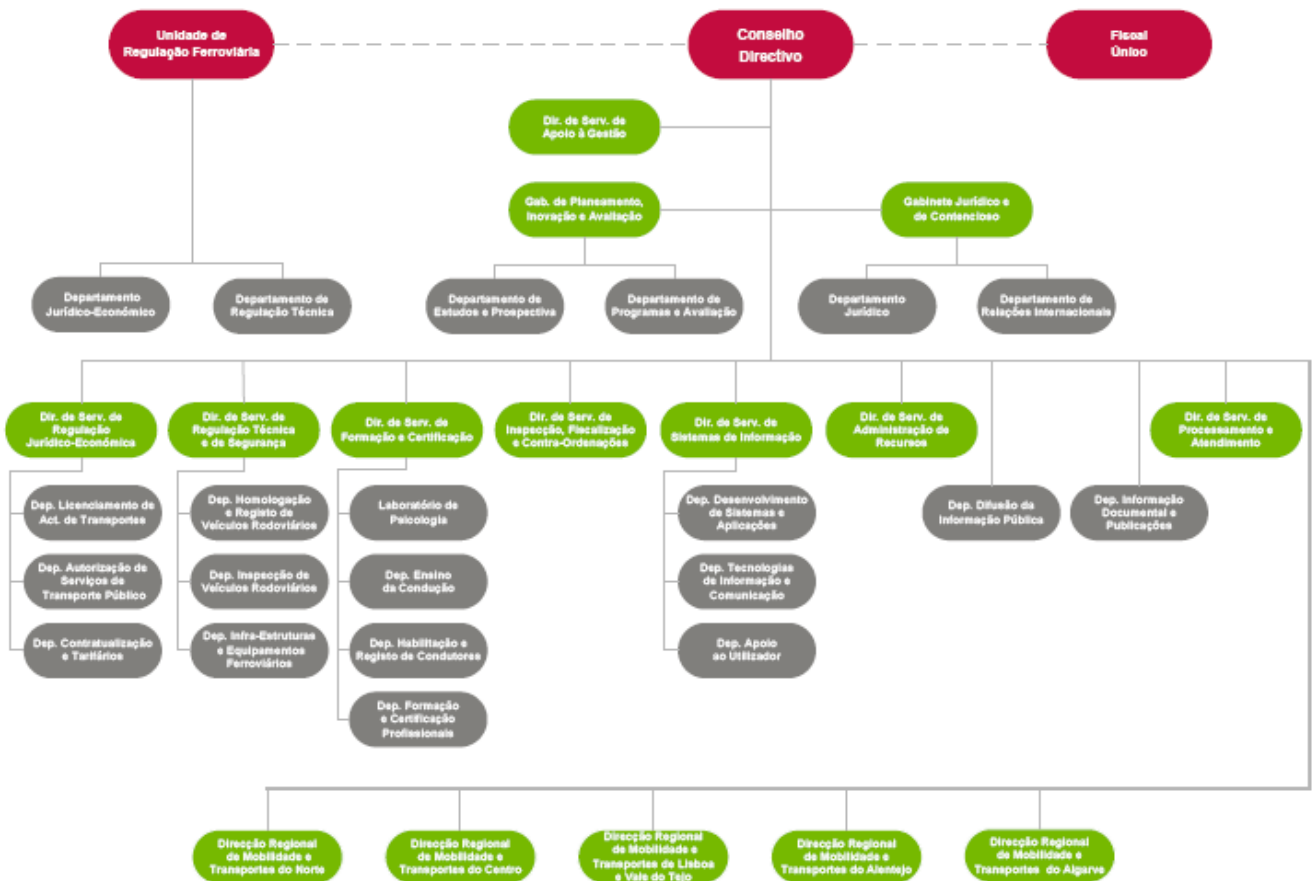 Unidade de
Regulação Ferroviária
Conselho
Directivo
Fiscal
Único
Dir. de Serv. de
Apoio à Gestão
Gab. de Planeamento,
Inovação e Avaliação
Gabinete Jurídico e
de Contencioso
Departamento
Jurídico-Económico
Departamento de
Regulação Técnica
Departamento de
Estudos e Prospectiva
Departamento de
Programas e Avaliação
Departamento
Jurídico
Departamento de
Relações Internacionais
Dir. de Serv. de
Regulação
Jurídico-Económica
Dir. de Serv. de
Regulação Técnica
e de Segurança
Dir. de Serv. de
Formação e Certificação
Dir. de Serv. de
Inspecção, Fiscalização
e Contra-Ordenações
Dir. de Serv. de
Sistemas de Informação
Dir. de Serv. de
Administração de
Recursos
Dir. de Serv. de
Processamento e
Atendimento
Dep. Licenciamento de
Act. de Transportes
Dep. Homologação
e Registo de
Veículos Rodoviários
Laboratório de
Psicologia
Dep. Desenvolvimento
de Sistemas e
Aplicações
Dep. Difusão da
Informação Pública
Dep. Informação
Documental e
Publicações
Dep. Autorização de
Serviços de
Transporte Público
Dep. Inspecção de
Veículos Rodoviários
Dep. Ensino
da Condução
Dep. Tecnologias
de Informação e
Comunicação
Dep. Contratualização
e Tarifários
Dep. Infra-Estruturas
e Equipamentos
Ferroviários
Dep. Habilitação e
Registo de Condutores
Dep. Apoio
ao Utilizador
Dep. Formação
e Certificação
Profissionais
Direcção Regional
de Mobilidade e
Transportes do Norte
Direcção Regional
de Mobilidade e
Transportes do Centro
Direcção Regional
de Mobilidade e
Transportes de Lisboa
e Vale do Tejo
Direcção Regional
de Mobilidade e
Transportes do Alentejo
Direcção Regional
de Mobilidade e
Transportes do Algarve